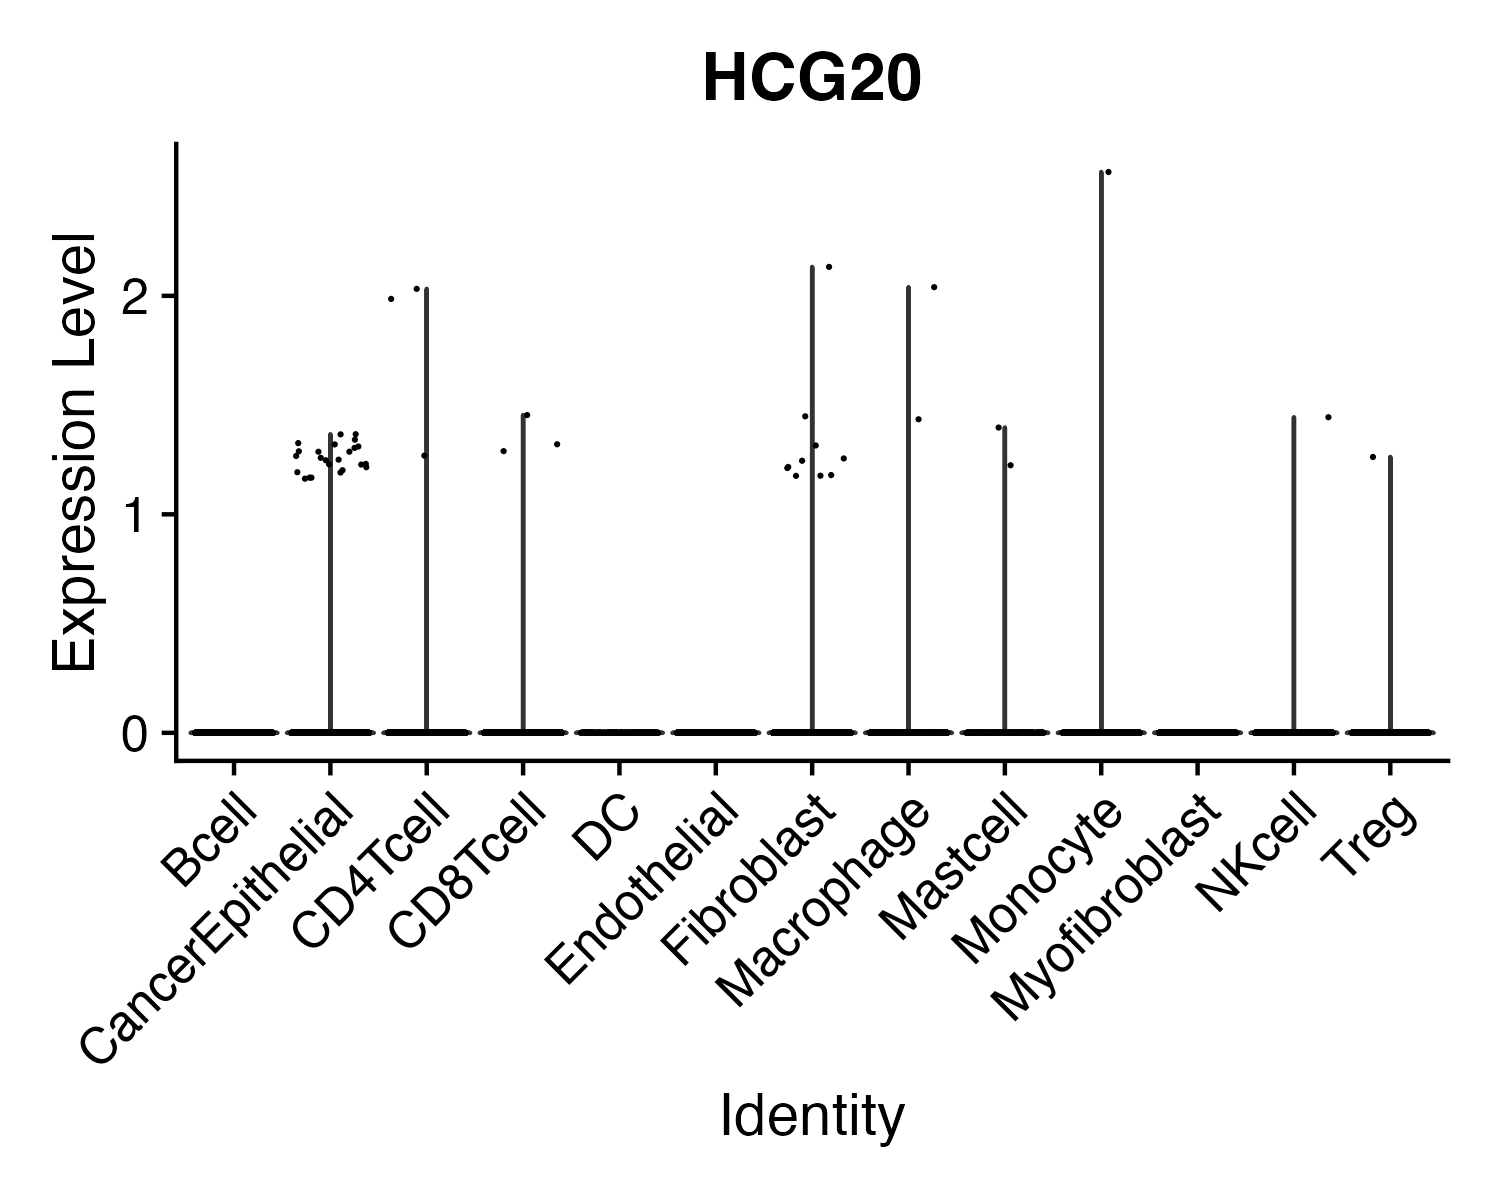 HCG20
Expression Level
2
1
0
Bcell
CancerEpithelial
CD4Tcell
CD8Tcell
DC
Endothelial
Fibroblast
Macrophage
Mastcell
Monocyte
Myofibroblast
NKcell
Treg
Identity